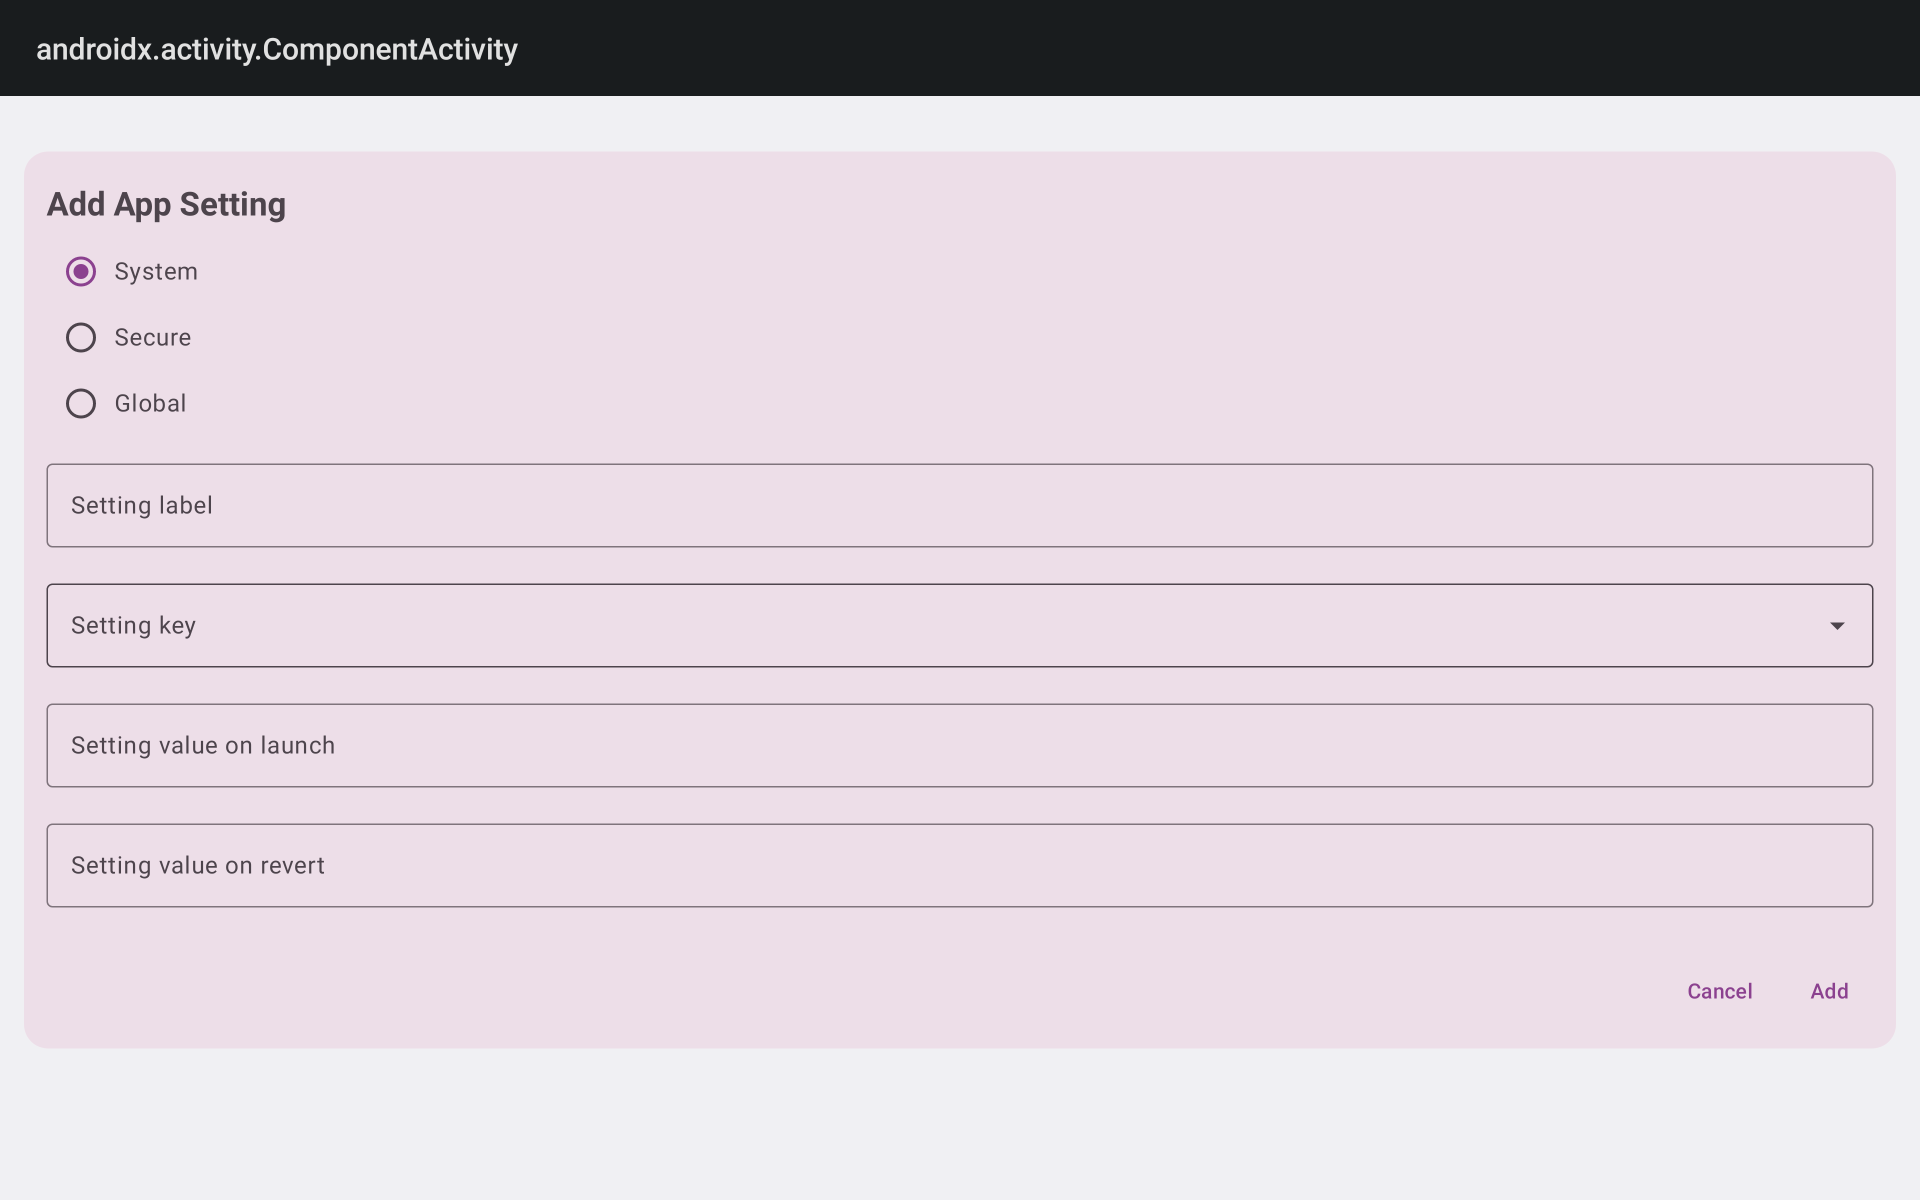 androidx.activity.ComponentActivity
Add App Setting
System
Secure
Global
Setting label
Setting key
Setting value on launch
Setting value on revert
Cancel Add